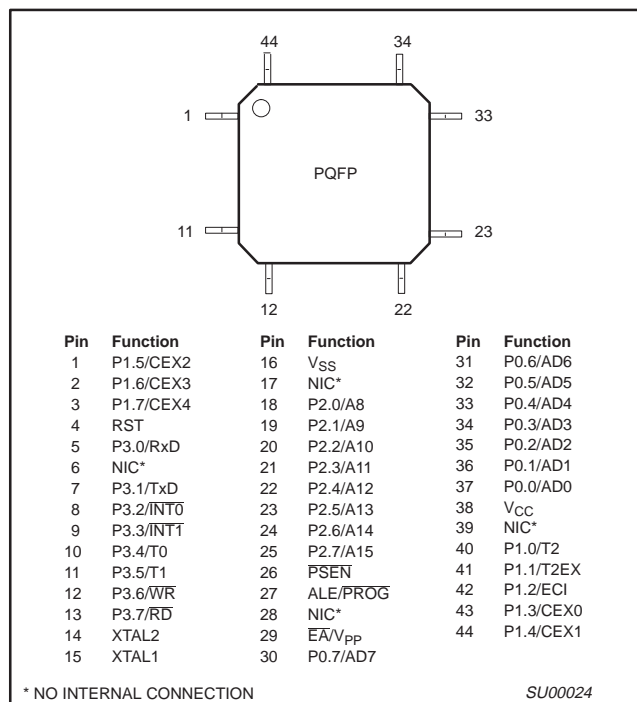 44 34
1 33
PQFP
11 23
12 22
Pin Function
1 P1.5/CEX2
2 P1.6/CEX3
3 P1.7/CEX4
4 RST
5 P3.0/RxD
6 NIC*
7 P3.1/TxD
8 P3.2/I̅N̅T̅0̅
9 P3.3/I̅N̅T̅1̅
10 P3.4/T0
11 P3.5/T1
12 P3.6/W̅R̅
13 P3.7/R̅D̅
14 XTAL2
15 XTAL1
Pin Function
16 VSS
17 NIC*
18 P2.0/A8
19 P2.1/A9
20 P2.2/A10
21 P2.3/A11
22 P2.4/A12
23 P2.5/A13
24 P2.6/A14
25 P2.7/A15
26 P̅S̅E̅N̅
27 ALE/P̅R̅O̅G̅
28 NIC*
29 E̅A̅/VPP
30 P0.7/AD7
Pin Function
31 P0.6/AD6
32 P0.5/AD5
33 P0.4/AD4
34 P0.3/AD3
35 P0.2/AD2
36 P0.1/AD1
37 P0.0/AD0
38 VCC
39 NIC*
40 P1.0/T2
41 P1.1/T2EX
42 P1.2/ECI
43 P1.3/CEX0
44 P1.4/CEX1
* NO INTERNAL CONNECTION SU00024